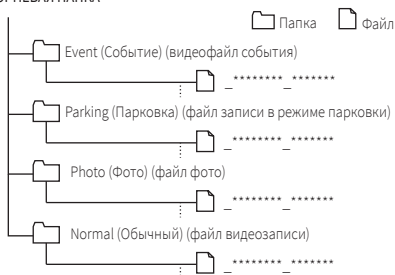 Папка Файл
Event (Событие) (видеофайл события)
_********_*******
Parking (Парковка) (файл записи в режиме парковки)
_********_*******
Photo (Фото) (файл фото)
_********_*******
Normal (Обычный) (файл видеозаписи)
_********_*******